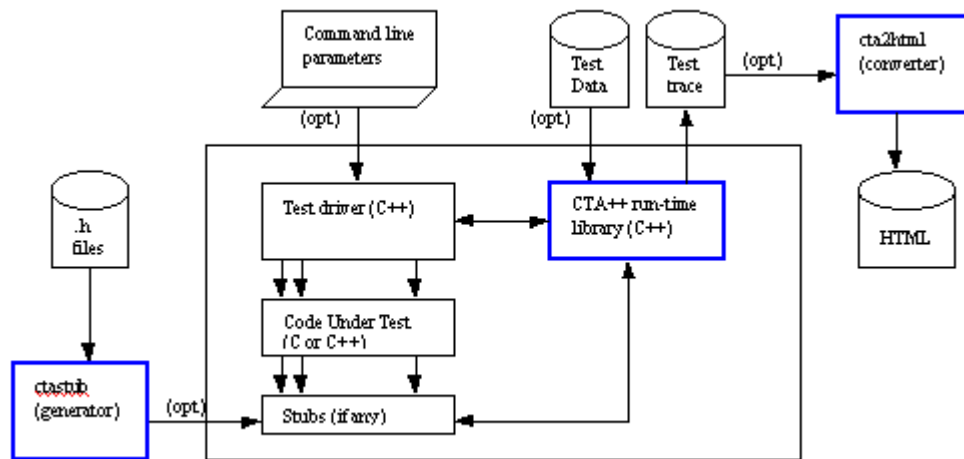 Command line
parameters
Test
Data
Test
trace
(opt)
cta2html
(converter)
(opt)
(opt)
.h
files
Test driver (C++)
CTA++ run-time
library (C++)
HTML
Code Under Test
(C or C++)
ctastub
(generator)
(opt)
Stubs (if any)